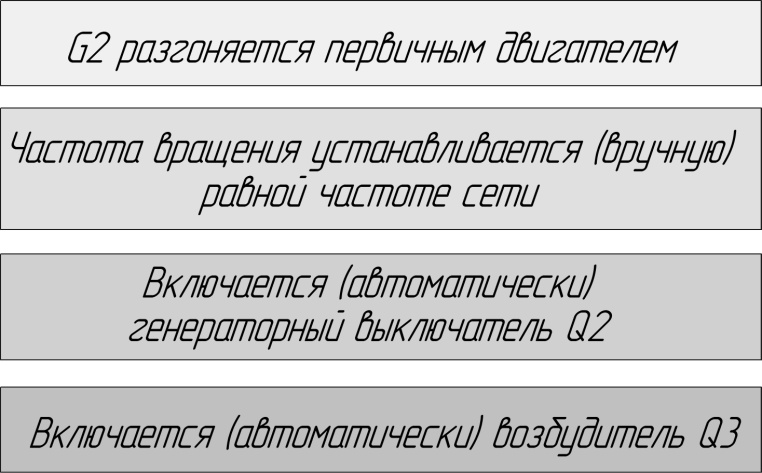 G2 разгоняется первичным двигателем
Частота вращения устанавливается (вручную)
равной частоте сети
Включается (автоматически)
генераторный выключатель Q2
Включается (автоматически) возбудитель Q3